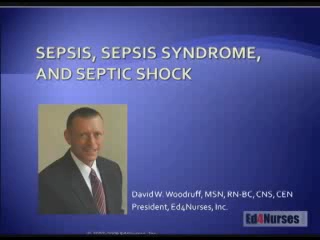 SEPSIS, SEPSIS SYNDROME,
AND SEPTIC SHOCK
David W. Woodruff, MSN, RN-BC, CNS, CEN
President, Ed4Nurses, Inc.
Ed4Nurses